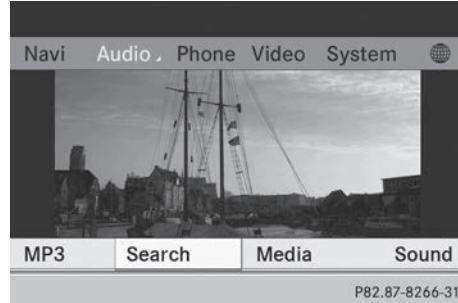 Navi Audio Phone Video System
MP3 Search Media Sound
P82.87-8266-31